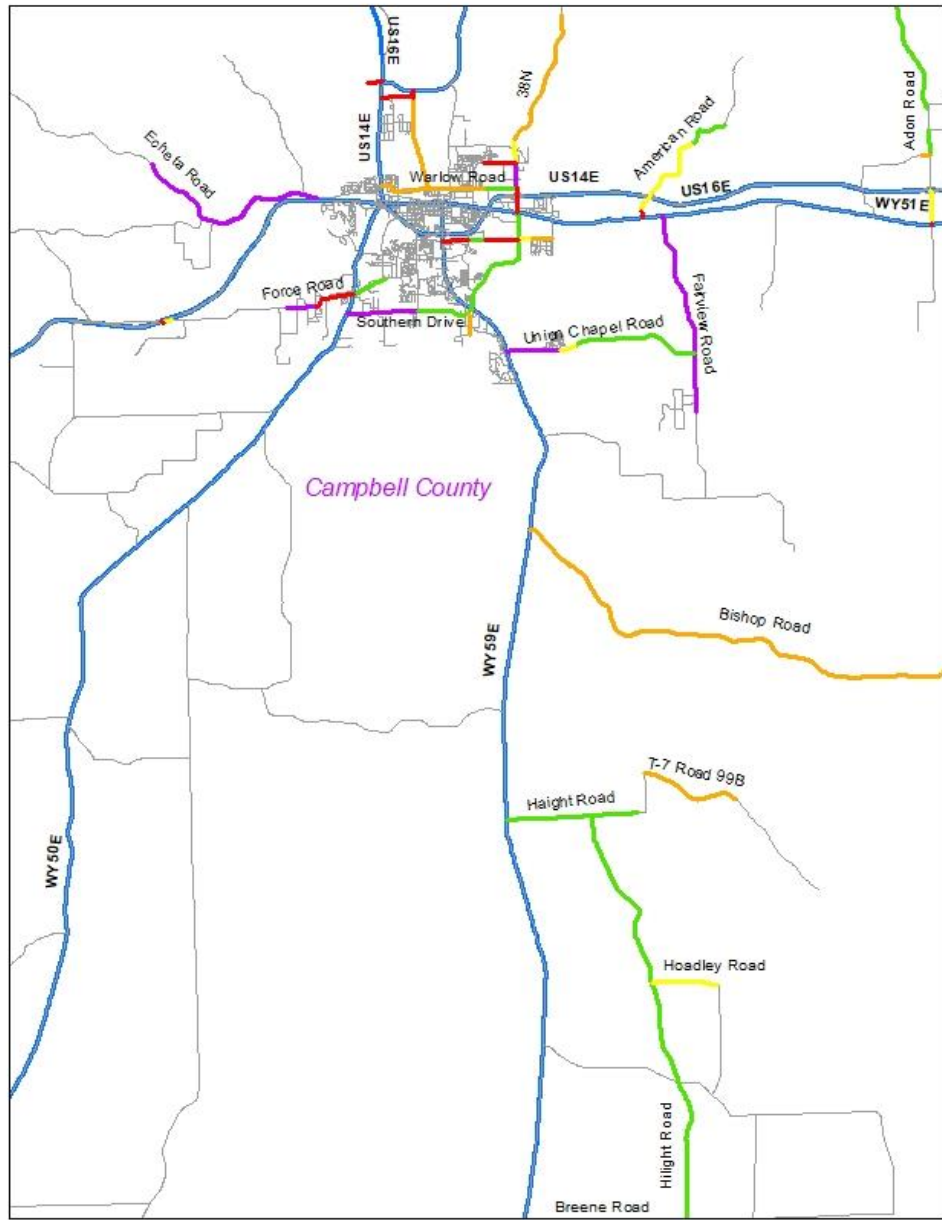 US16E
38N
Adon Road
US14E
American Road
Echeta Road
Warlow Road
US14E
US16E
WY51E
Force Road
Southern Drive
Union Chapel Road
Fairview Road
Campbell County
Bishop Road
WY59E
T-7 Road 99B
Haight Road
WY50E
Hoadley Road
Hilight Road
Breene Road